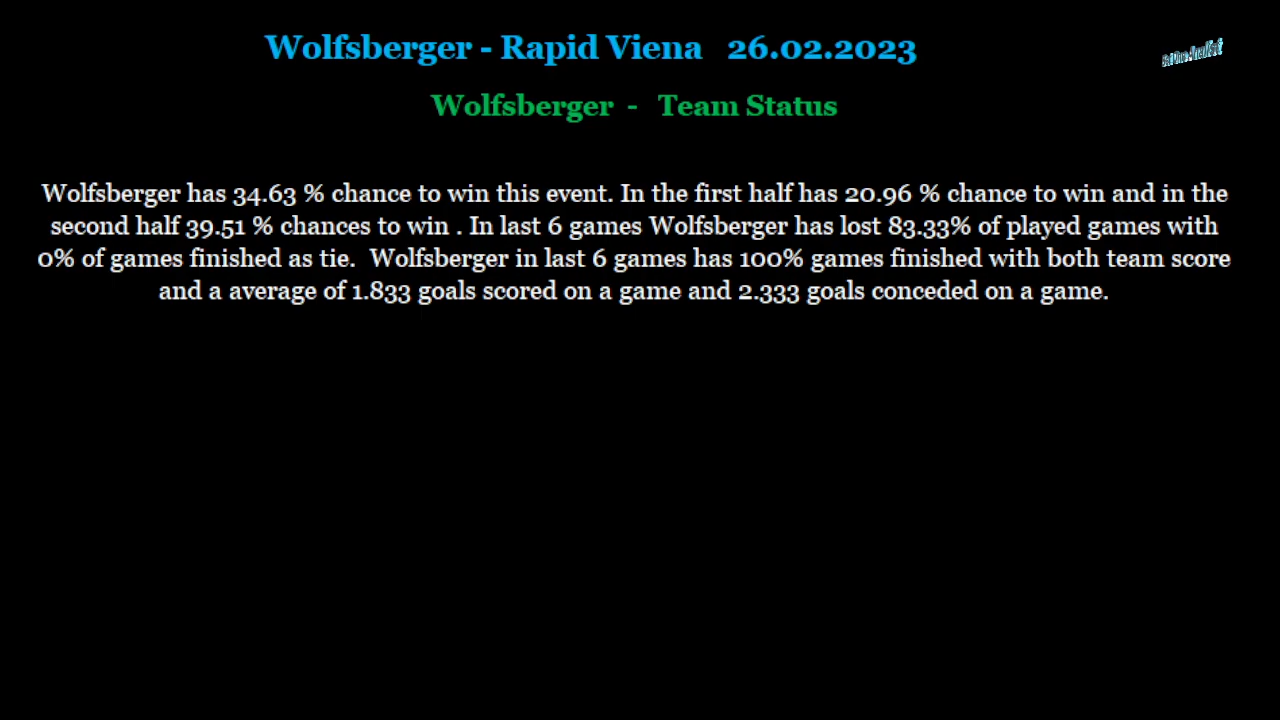 Wolfsberger - Rapid Viena 26.02.2023
Bet One Analist
Wolfsberger - Team Status
Wolfsberger has 34.63 % chance to win this event. In the first half has 20.96 % chance to win and in the
second half 39.51 % chances to win . In last 6 games Wolfsberger has lost 83.33% of played games with
0% of games finished as tie. Wolfsberger in last 6 games has 100% games finished with both team score
and a average of 1.833 goals scored on a game and 2.333 goals conceded on a game.